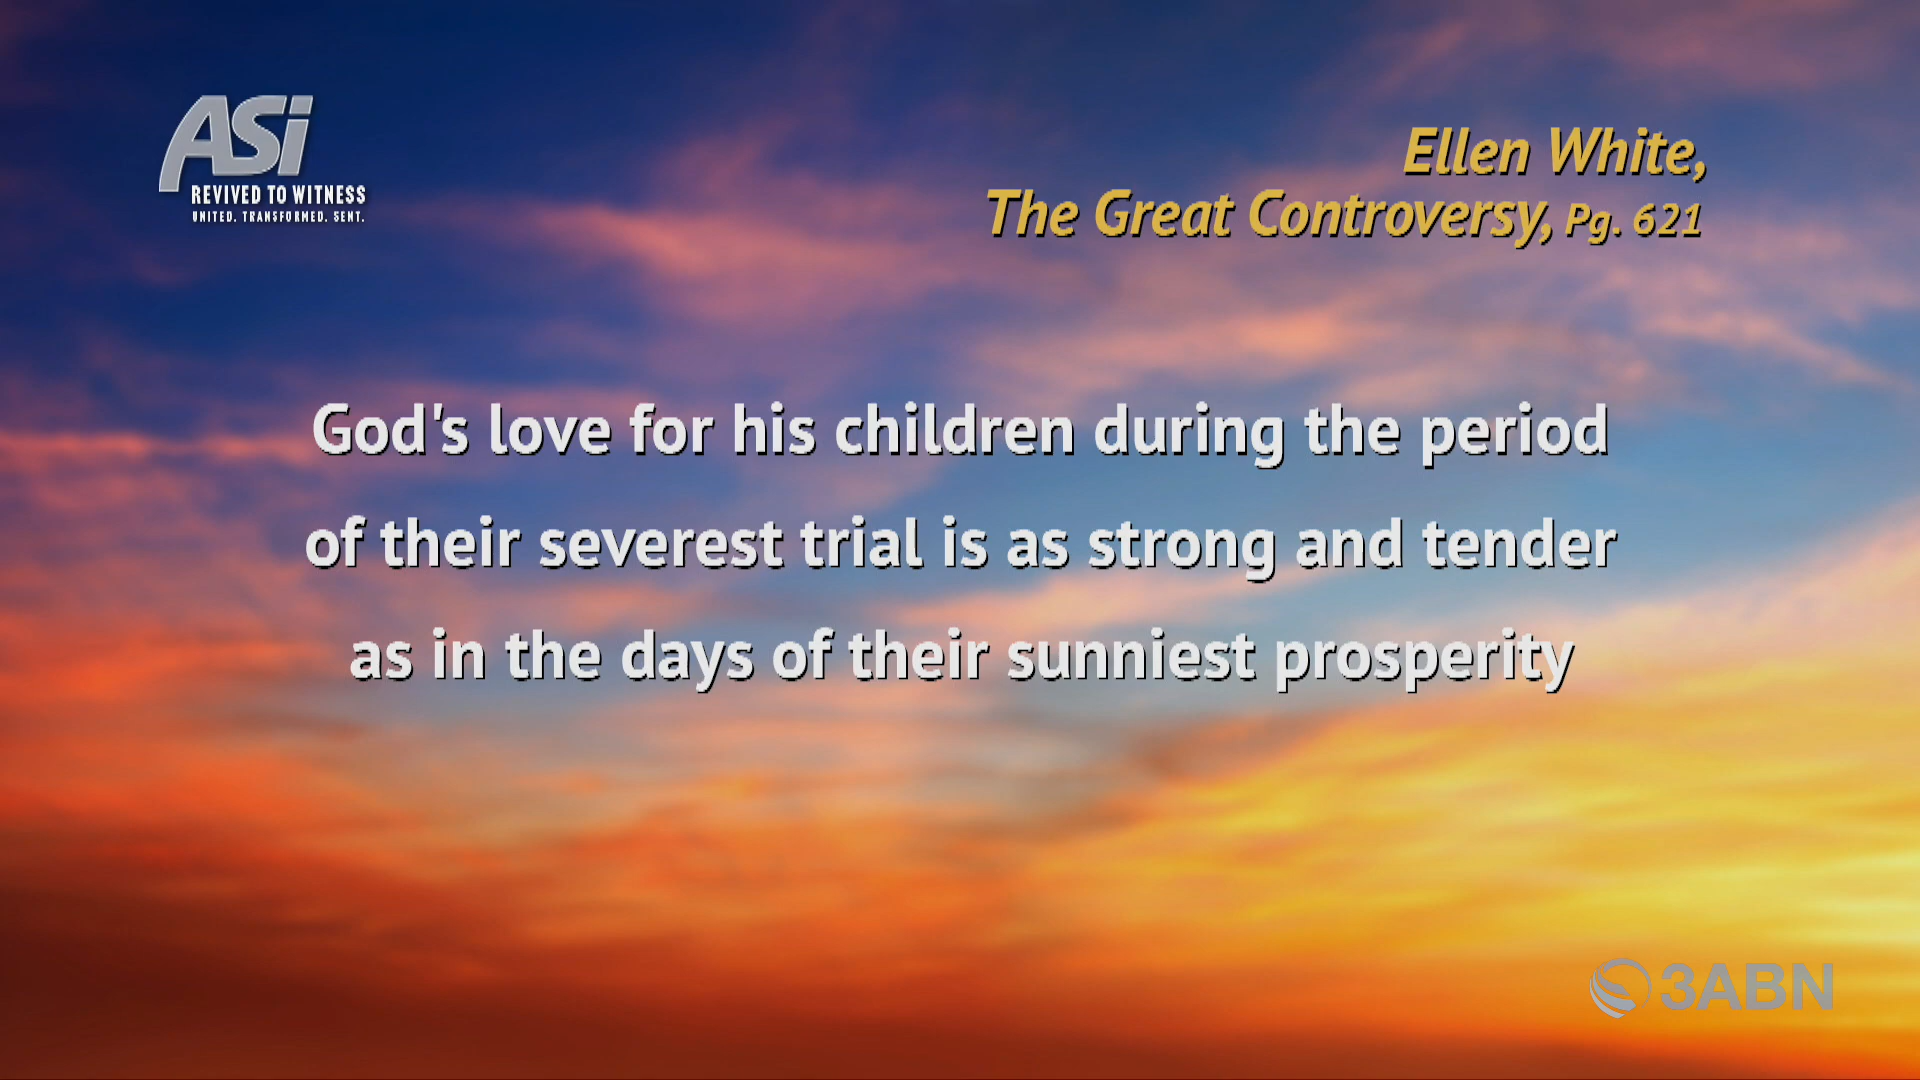 ASi
REVIVED TO WITNESS
UNITED. TRANSFORMED. SENT.
Ellen White,
The Great Controversy, Pg. 621
God's love for his children during the period
of their severest trial is as strong and tender
as in the days of their sunniest prosperity
3ABN